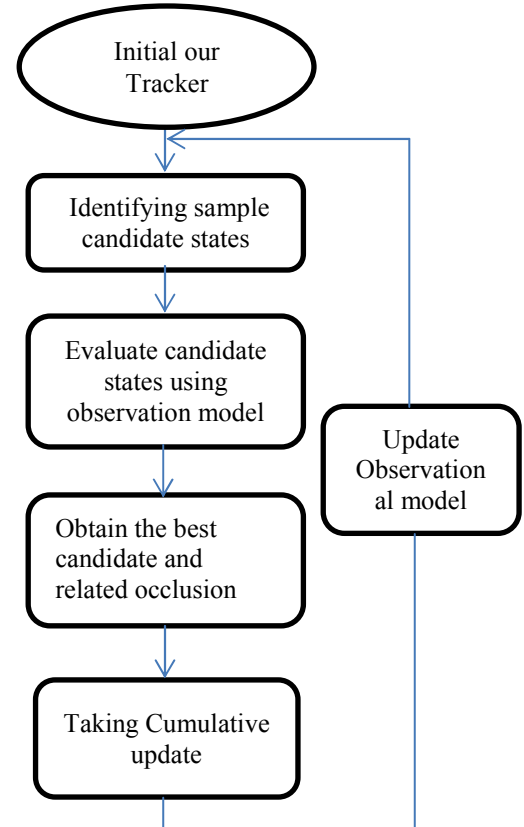 Initial our
Tracker
Identifying sample
candidate states
Evaluate candidate
states using
observation model
Update
Observation
al model
Obtain the best
candidate and
related occlusion
Taking Cumulative
update